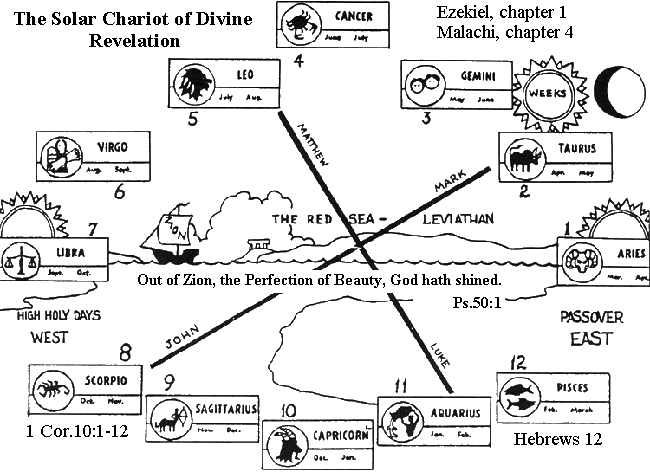 The Solar Chariot of Divine
Revelation
Ezekiel, chapter 1
Malachi, chapter 4
CANCER
June July
4
LEO
July Aug.
5
GEMINI
May June
3
WEEKS
VIRGO
Aug. Sept.
6
TAURUS
Apr. May
2
MATTHEW
MARK
THE RED SEA - LEVIATHAN
ZION
7
LIBRA
Sept. Oct.
1
ARIES
Mar. Apr.
Out of Zion, the Perfection of Beauty, God hath shined.
Ps.50:1
HIGH HOLY DAYS
WEST
PASSOVER
EAST
JOHN
LUKE
8
SCORPIO
Oct. Nov.
9
SAGITTARIUS
Nov. Dec.
10
CAPRICORN
Dec. Jan.
11
AQUARIUS
Jan. Feb.
12
PISCES
Feb. March
1 Cor.10:1-12
Hebrews 12